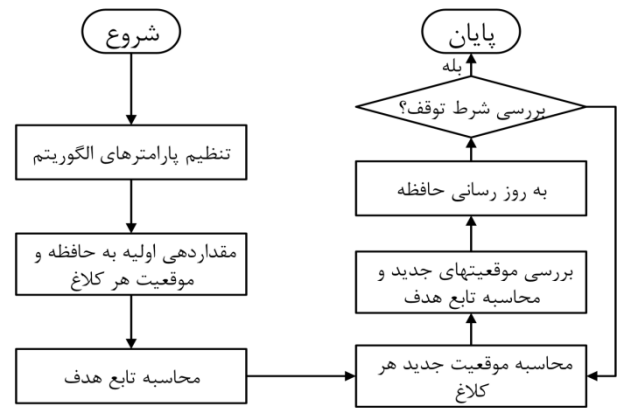 شروع
تنظیم پارامترهای الگوریتم
مقداردهی اولیه به حافظه و
موقعیت هر کلاغ
محاسبه تابع هدف
محاسبه موقعیت جدید هر
کلاغ
بررسی موقعیتهای جدید و
محاسبه تابع هدف
به روز رسانی حافظه
بررسی شرط توقف؟
بله
پایان